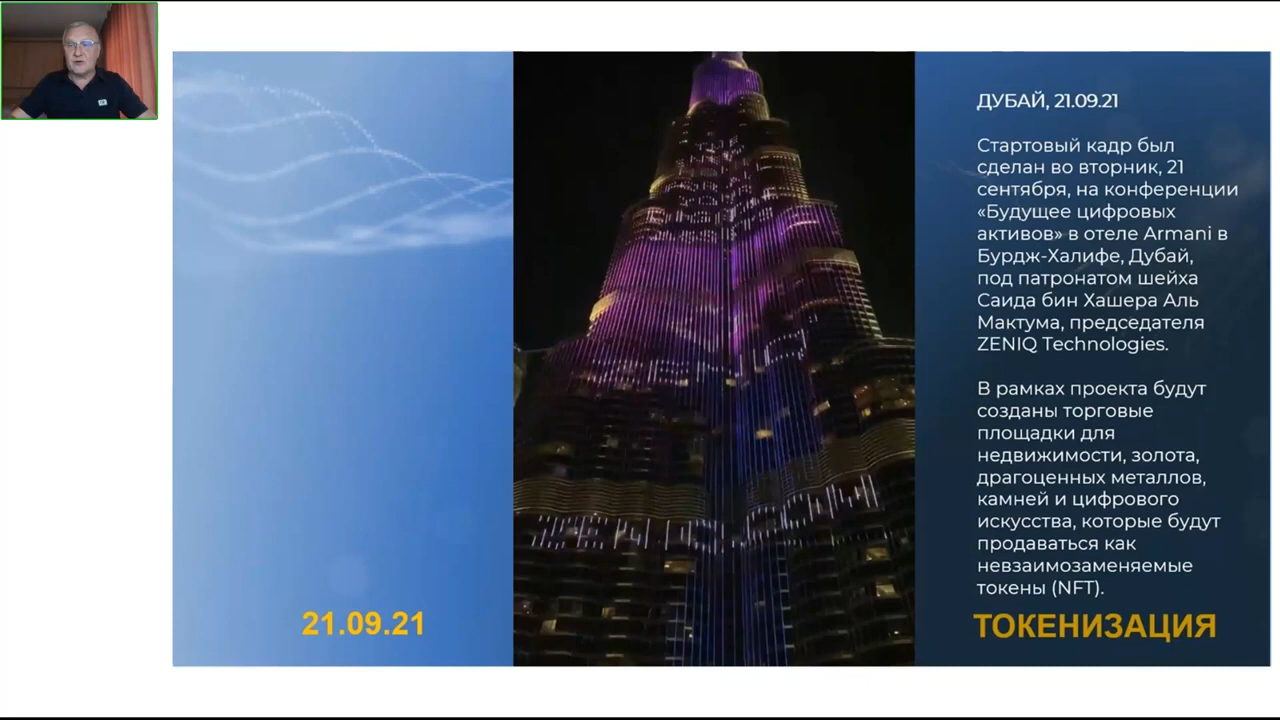 ДУБАЙ, 21.09.21
Стартовый кадр был
сделан во вторник, 21
сентября, на конференции
«Будущее цифровых
активов» в отеле Armani в
Бурдж-Халифе, Дубай,
под патронатом шейха
Саида бин Хашера Аль
Мактума, председателя
ZENIQ Technologies.
В рамках проекта будут
созданы торговые
площадки для
недвижимости, золота,
драгоценных металлов,
камней и цифрового
искусства, которые будут
продаваться как
невзаимозаменяемые
токены (NFT).
21.09.21
ТОКЕНИЗАЦИЯ